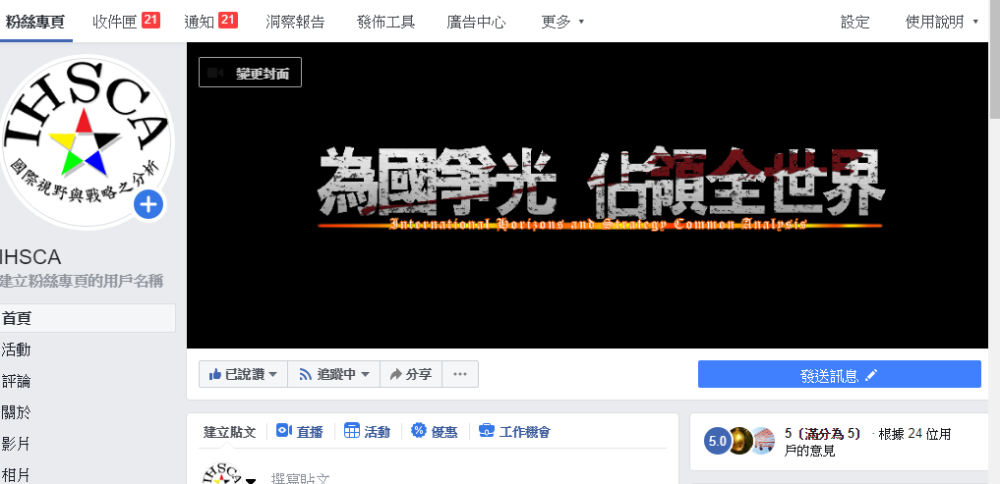 粉絲專頁 收件匣 21 通知 21 洞察報告 發佈工具 廣告中心 更多 設定 使用說明
變更封面
IHSCA
國際視野與戰略之分析
為國爭光 佔領全世界
International Horizons and Strategy Common Analysis
IHSCA
建立粉絲專頁的用戶名稱
首頁
活動
評論
關於
影片
相片
已說讚 追蹤中 分享 ... 發送訊息
建立貼文 直播 活動 優惠 工作機會
IHSCA 撰寫貼文
5.0 5（滿分為 5） · 根據 24 位用
戶的意見